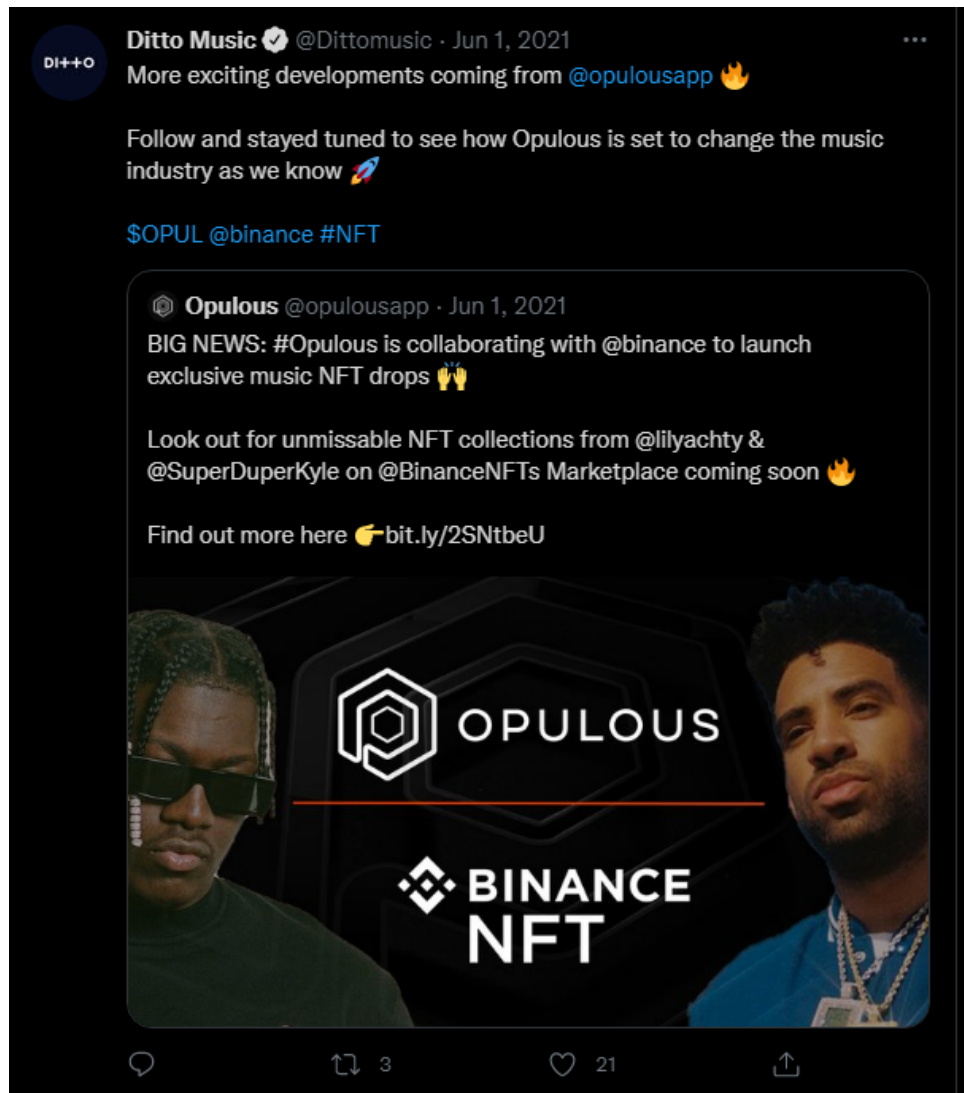 DITTO
Ditto Music @Dittomusic · Jun 1, 2021
More exciting developments coming from @opulousapp 🔥
Follow and stayed tuned to see how Opulous is set to change the music
industry as we know 🚀
$OPUL @binance #NFT
Opulous @opulousapp · Jun 1, 2021
BIG NEWS: #Opulous is collaborating with @binance to launch
exclusive music NFT drops 🙌
Look out for unmissable NFT collections from @lilyachty &
@SuperDuperKyle on @BinanceNFTs Marketplace coming soon 🔥
Find out more here 👉bit.ly/2SNtbeU
OPULOUS
BINANCE
NFT
3 21